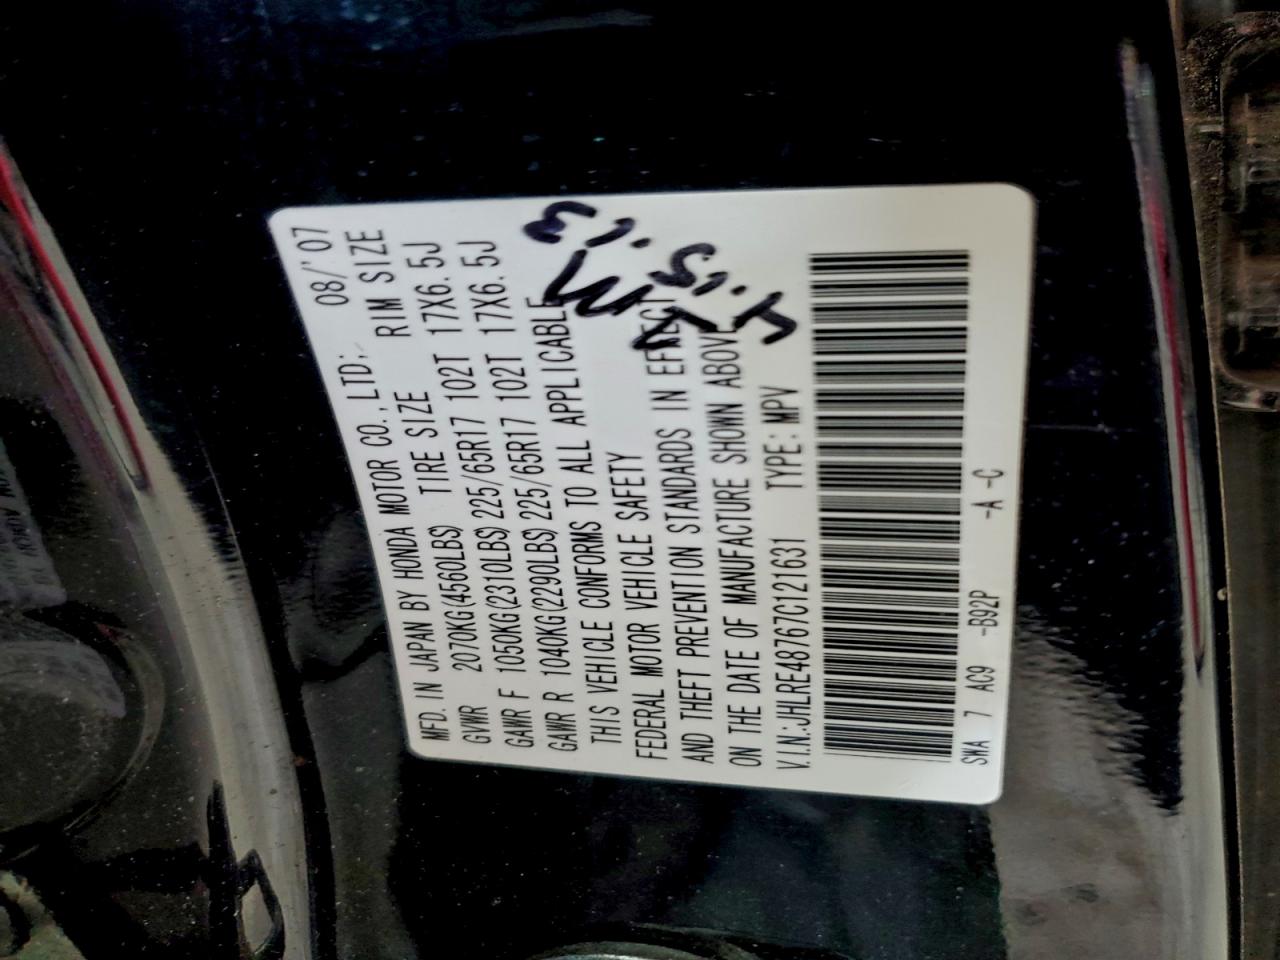 MFD. IN JAPAN BY HONDA MOTOR CO., LTD; 08/'07
GVWR 2070KG(4560LBS) TIRE SIZE RIM SIZE
GAWR F 1050KG(2310LBS) 225/65R17 102T 17X6.5J
GAWR R 1040KG(2290LBS) 225/65R17 102T 17X6.5J
THIS VEHICLE CONFORMS TO ALL APPLICABLE
FEDERAL MOTOR VEHICLE SAFETY
AND THEFT PREVENTION STANDARDS IN EFFECT
ON THE DATE OF MANUFACTURE SHOWN ABOVE
V.I.N:JHLRE48767C121631 TYPE:MPV
SWA 7 AC9 -B92P -A -C